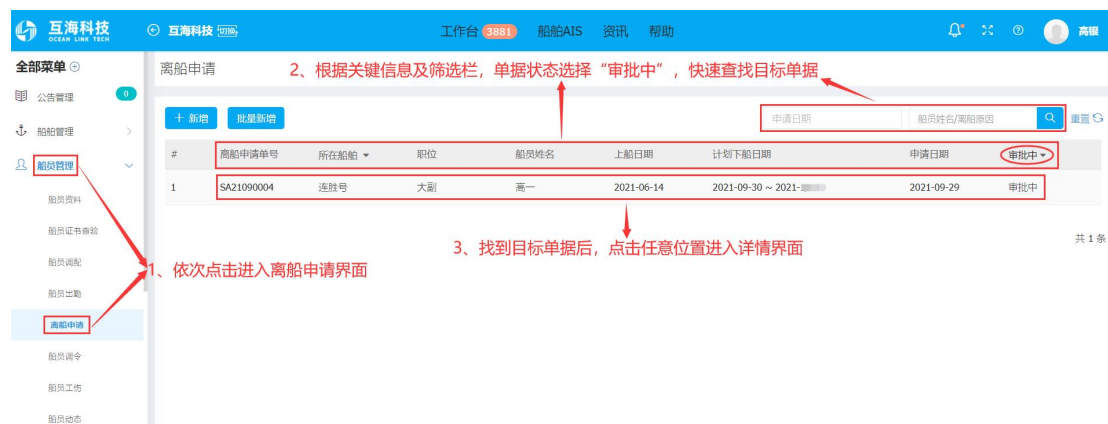 互海科技
OCEAN LINK TECH
互海科技 切换
工作台 3881 船舶AIS 资讯 帮助
高银
全部菜单
离船申请
2、根据关键信息及筛选栏，单据状态选择“审批中”，快速查找目标单据
公告管理 0
船舶管理
船员管理
船员资料
船员证书查验
船员调配
船员出勤
离船申请
船员调令
船员工伤
船员动态
+ 新增 批量新增 申请日期 船员姓名/离船原因 重置
# 离船申请单号 所在船舶 职位 船员姓名 上船日期 计划下船日期 申请日期 审批中
1 SA21090004 连胜号 大副 高一 2021-06-14 2021-09-30 ~ 2021- 2021-09-29 审批中
共 1 条
3、找到目标单据后，点击任意位置进入详情界面
1、依次点击进入离船申请界面